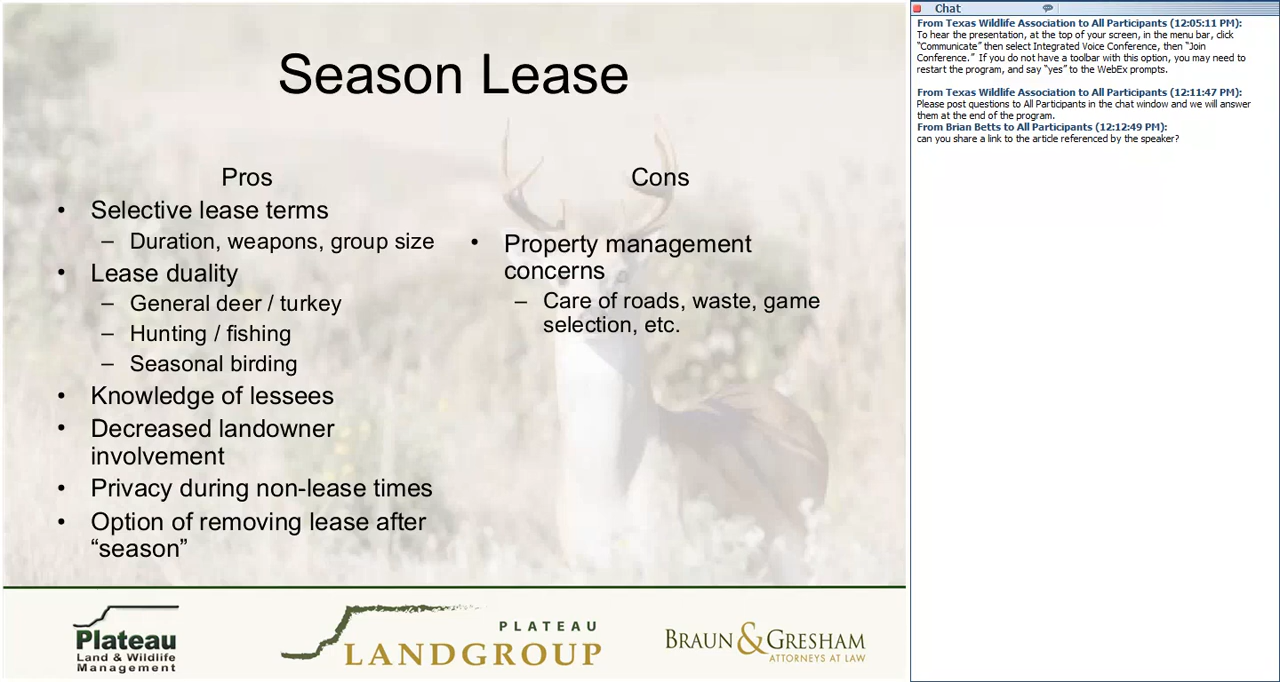 Season Lease
Pros
• Selective lease terms
– Duration, weapons, group size
• Lease duality
– General deer / turkey
– Hunting / fishing
– Seasonal birding
• Knowledge of lessees
• Decreased landowner
involvement
• Privacy during non-lease times
• Option of removing lease after
“season”
Cons
• Property management
concerns
– Care of roads, waste, game
selection, etc.
Plateau
Land & Wildlife
Management
PLATEAU
LANDGROUP
BRAUN & GRESHAM
ATTORNEYS AT LAW
Chat
From Texas Wildlife Association to All Participants (12:05:11 PM):
To hear the presentation, at the top of your screen, in the menu bar, click
“Communicate” then select Integrated Voice Conference, then “Join
Conference.” If you do not have a toolbar with this option, you may need to
restart the program, and say “yes” to the WebEx prompts.
From Texas Wildlife Association to All Participants (12:11:47 PM):
Please post questions to All Participants in the chat window and we will answer
them at the end of the program.
From Brian Betts to All Participants (12:12:49 PM):
can you share a link to the article referenced by the speaker?